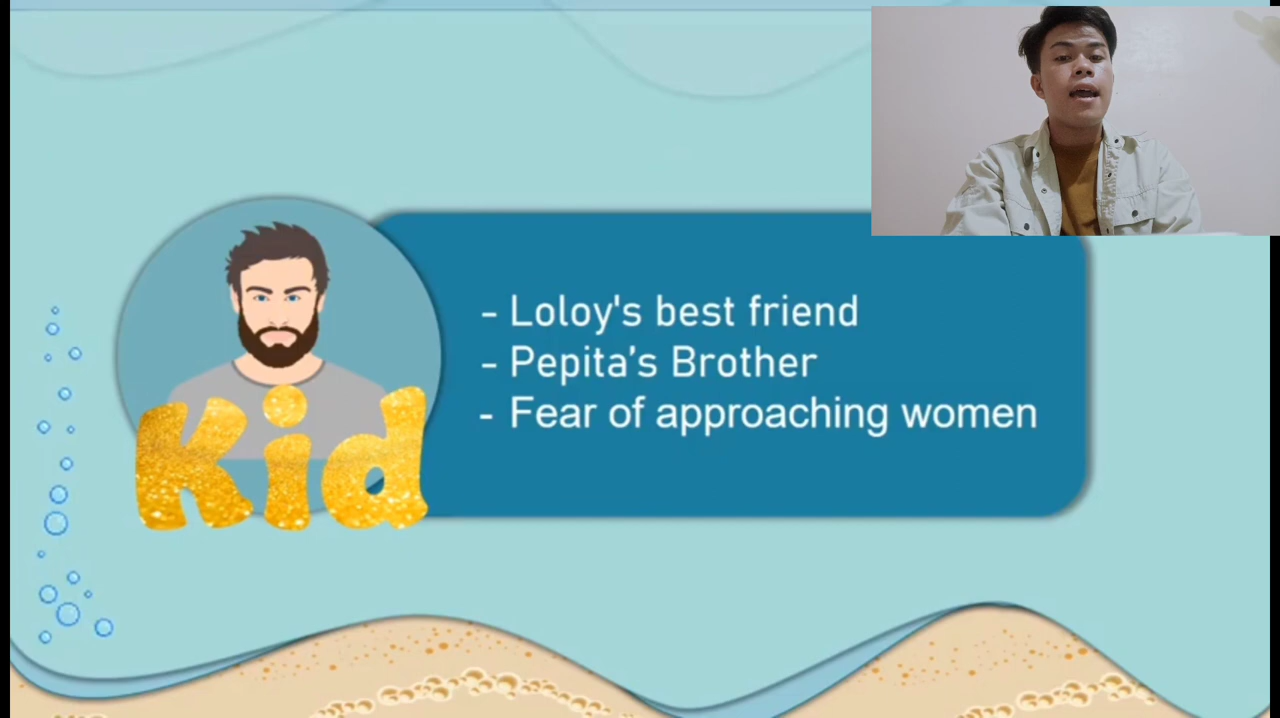 Kid
- Loloy's best friend
- Pepita’s Brother
- Fear of approaching women